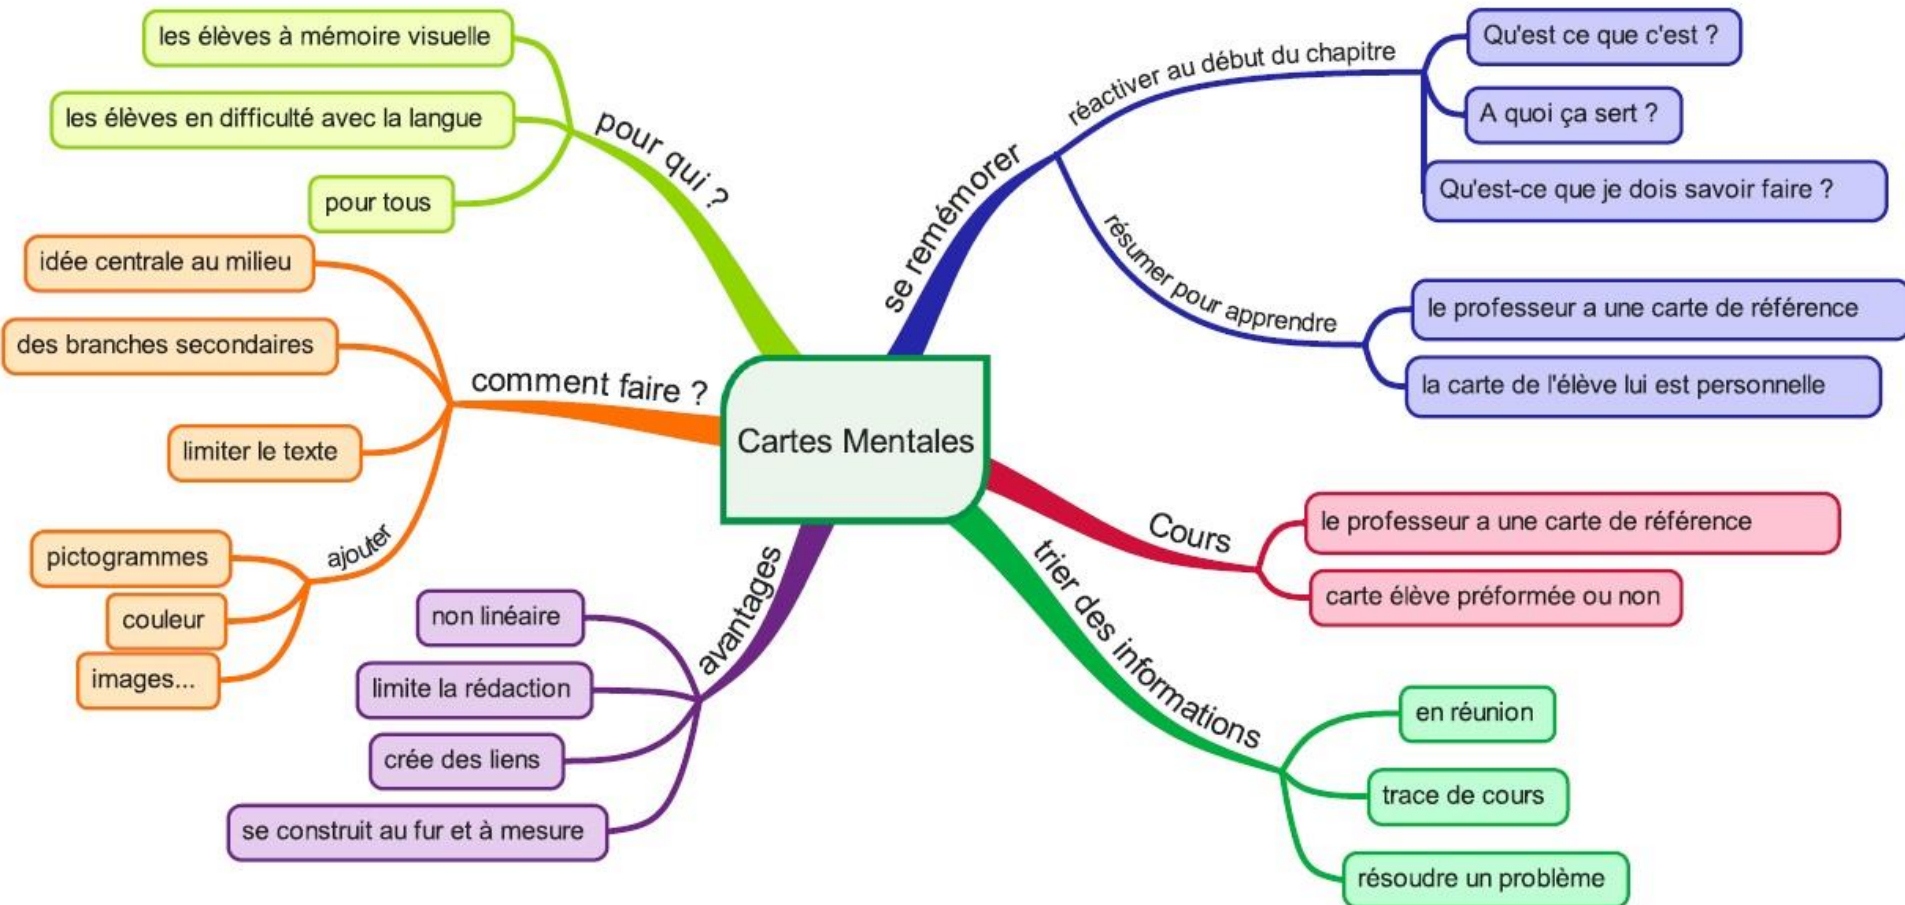 Cartes Mentales
pour qui ?
les élèves à mémoire visuelle
les élèves en difficulté avec la langue
pour tous
comment faire ?
idée centrale au milieu
des branches secondaires
limiter le texte
ajouter
pictogrammes
couleur
images...
avantages
non linéaire
limite la rédaction
crée des liens
se construit au fur et à mesure
se remémorer
réactiver au début du chapitre
Qu'est ce que c'est ?
A quoi ça sert ?
Qu'est-ce que je dois savoir faire ?
résumer pour apprendre
le professeur a une carte de référence
la carte de l'élève lui est personnelle
Cours
le professeur a une carte de référence
carte élève préformée ou non
trier des informations
en réunion
trace de cours
résoudre un problème